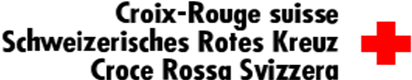 Croix-Rouge suisse
Schweizerisches Rotes Kreuz
Croce Rossa Svizzera